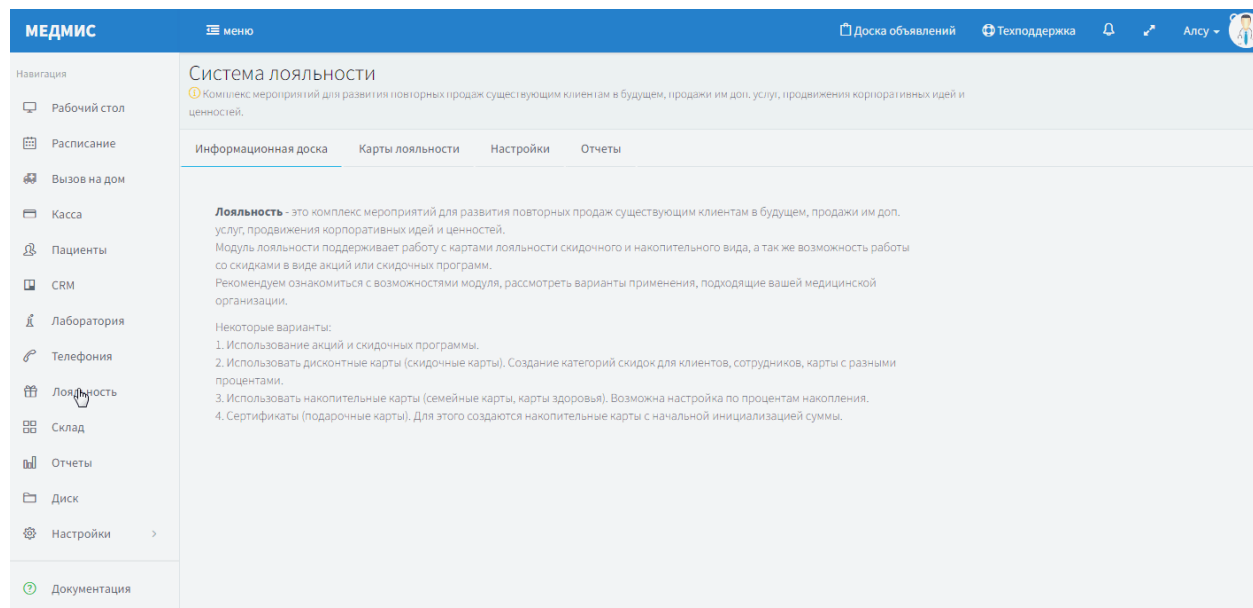 МЕДМИС
меню
Доска объявлений
Техподдержка
Алсу
Навигация
Рабочий стол
Расписание
Вызов на дом
Касса
Пациенты
CRM
Лаборатория
Телефония
Лояльность
Склад
Отчеты
Диск
Настройки
Документация
Система лояльности
Комплекс мероприятий для развития повторных продаж существующим клиентам в будущем, продажи им доп. услуг, продвижения корпоративных идей и
ценностей.
Информационная доска
Карты лояльности
Настройки
Отчеты
Лояльность - это комплекс мероприятий для развития повторных продаж существующим клиентам в будущем, продажи им доп.
услуг, продвижения корпоративных идей и ценностей.
Модуль лояльности поддерживает работу с картами лояльности скидочного и накопительного вида, а так же возможность работы
со скидками в виде акций или скидочных программ.
Рекомендуем ознакомиться с возможностями модуля, рассмотреть варианты применения, подходящие вашей медицинской
организации.
Некоторые варианты:
1. Использование акций и скидочных программы.
2. Использовать дисконтные карты (скидочные карты). Создание категорий скидок для клиентов, сотрудников, карты с разными
процентами.
3. Использовать накопительные карты (семейные карты, карты здоровья). Возможна настройка по процентам накопления.
4. Сертификаты (подарочные карты). Для этого создаются накопительные карты с начальной инициализацией суммы.